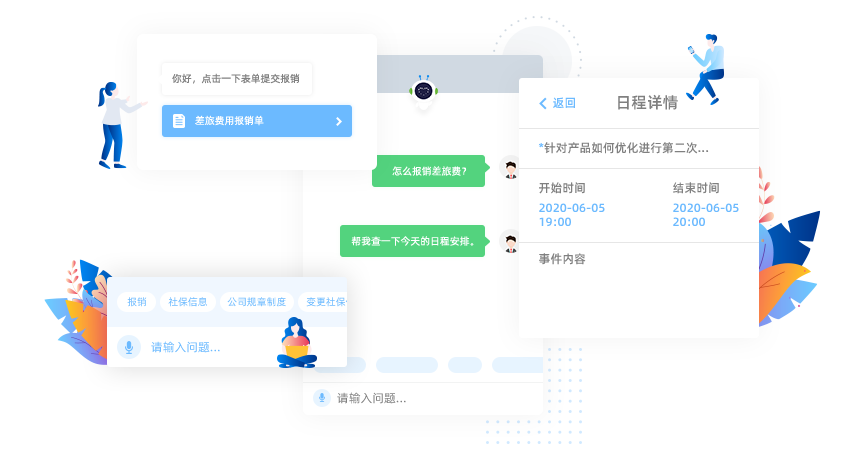 你好，点击一下表单提交报销
差旅费用报销单
怎么报销差旅费?
帮我查一下今天的日程安排。
返回
日程详情
*针对产品如何优化进行第二次...
开始时间
结束时间
2020-06-05
19:00
2020-06-05
20:00
事件内容
报销
社保信息
公司规章制度
变更社保
请输入问题...
请输入问题...